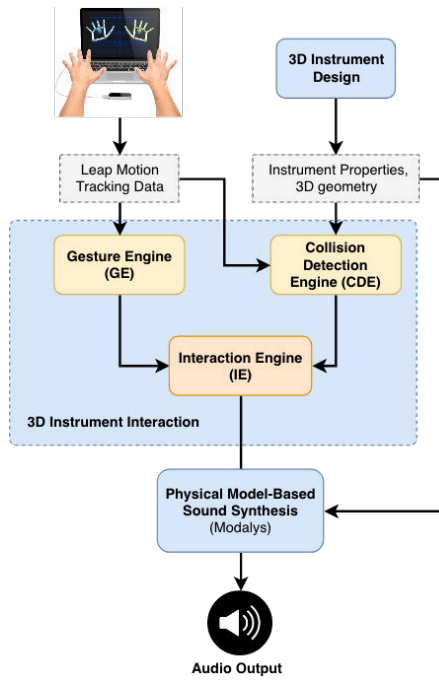 3D Instrument
Design
Leap Motion
Tracking Data
Instrument Properties,
3D geometry
Gesture Engine
(GE)
Collision
Detection
Engine (CDE)
Interaction Engine
(IE)
3D Instrument Interaction
Physical Model-Based
Sound Synthesis
(Modalys)
Audio Output